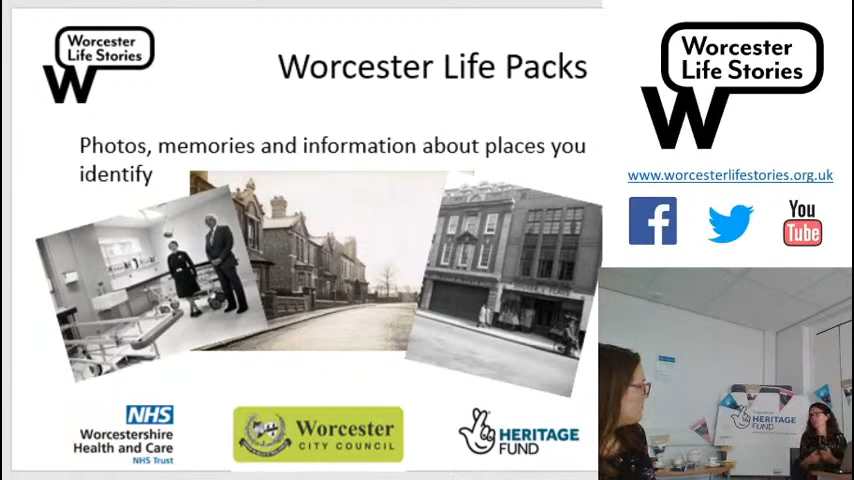 Worcester
Life Stories
W
Worcester Life Packs
Photos, memories and information about places you
identify
NHS
Worcestershire
Health and Care
NHS Trust
Worcester
CITY COUNCIL
HERITAGE
FUND
Worcester
Life Stories
W
www.worcesterlifestories.org.uk
f
You
Tube
HERITAGE
FUND